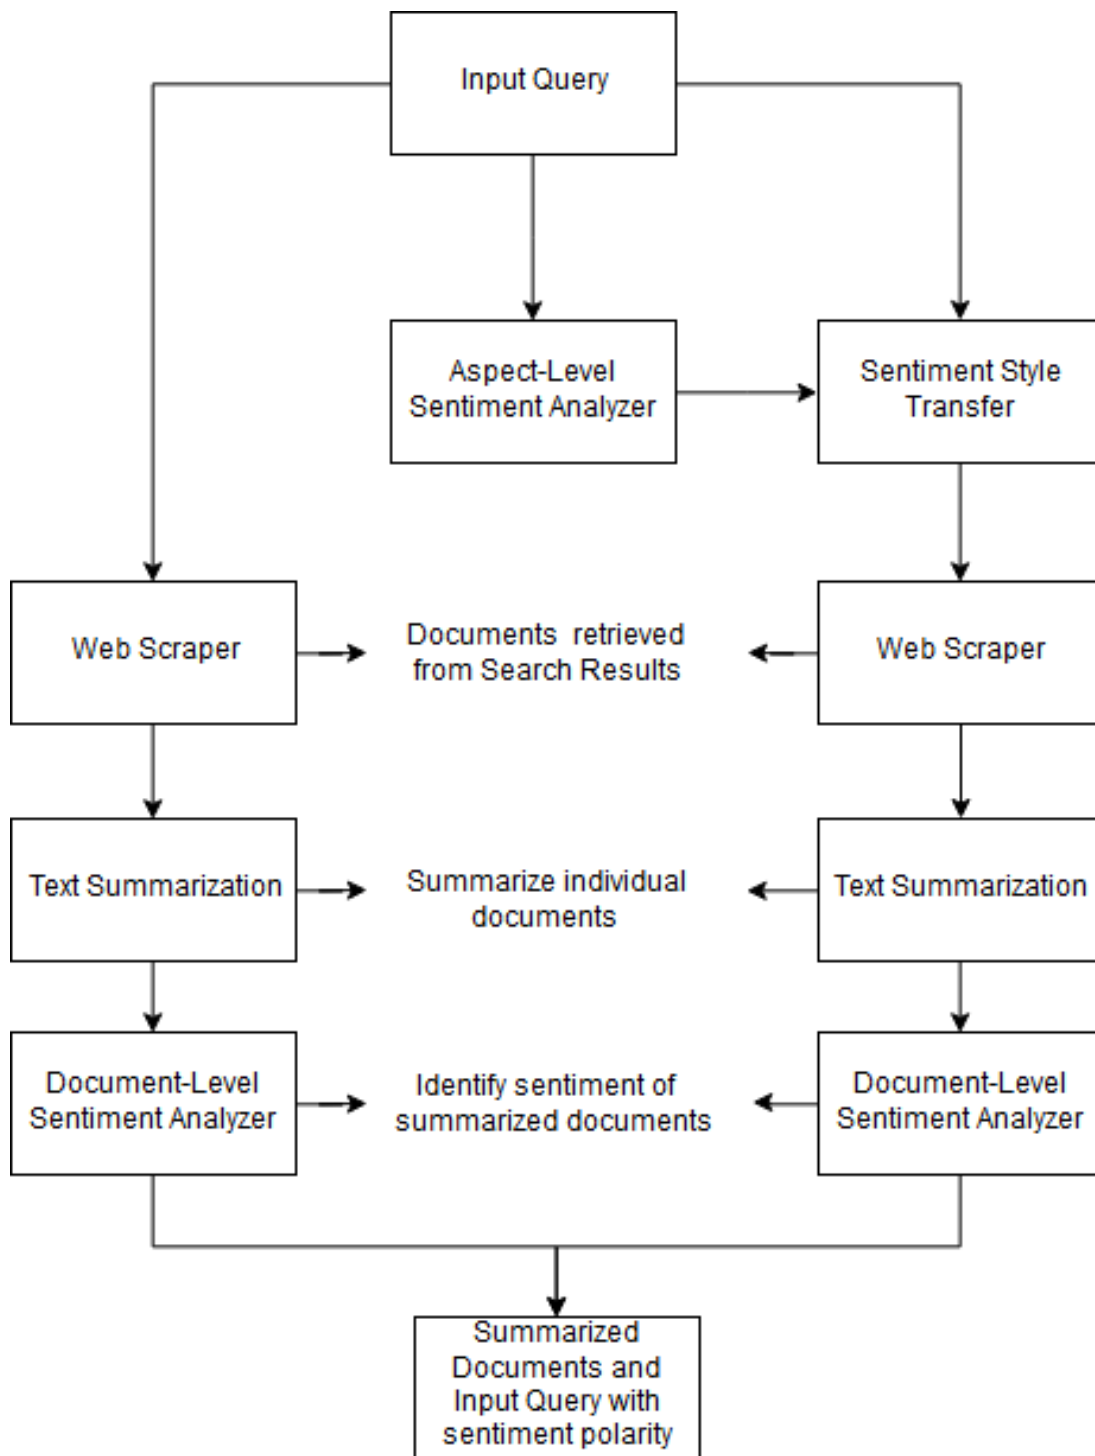 Input Query
Aspect-Level
Sentiment Analyzer
Sentiment Style
Transfer
Web Scraper
Documents retrieved
from Search Results
Web Scraper
Text Summarization
Summarize individual
documents
Text Summarization
Document-Level
Sentiment Analyzer
Identify sentiment of
summarized documents
Document-Level
Sentiment Analyzer
Summarized
Documents and
Input Query with
sentiment polarity